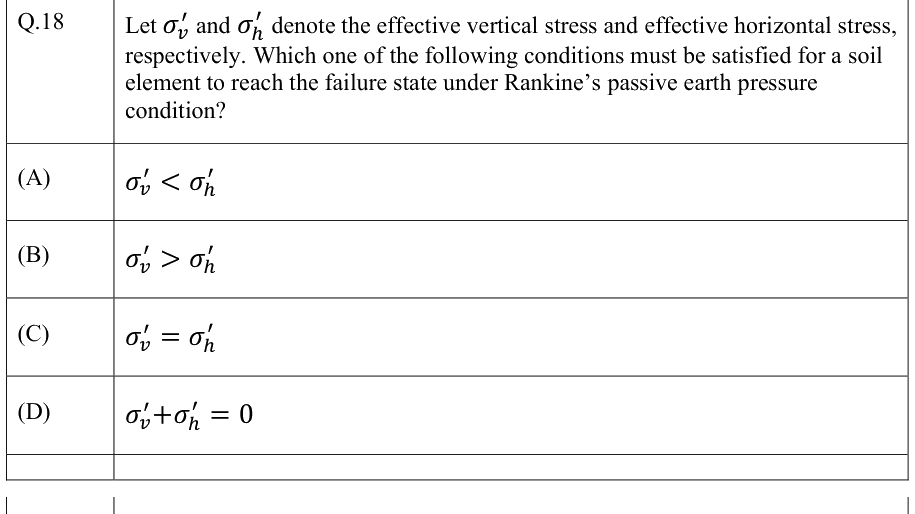 Q.18
Let σ′ᵥ and σ′ₕ denote the effective vertical stress and effective horizontal stress,
respectively. Which one of the following conditions must be satisfied for a soil
element to reach the failure state under Rankine’s passive earth pressure
condition?
(A) σ′ᵥ < σ′ₕ
(B) σ′ᵥ > σ′ₕ
(C) σ′ᵥ = σ′ₕ
(D) σ′ᵥ+σ′ₕ = 0